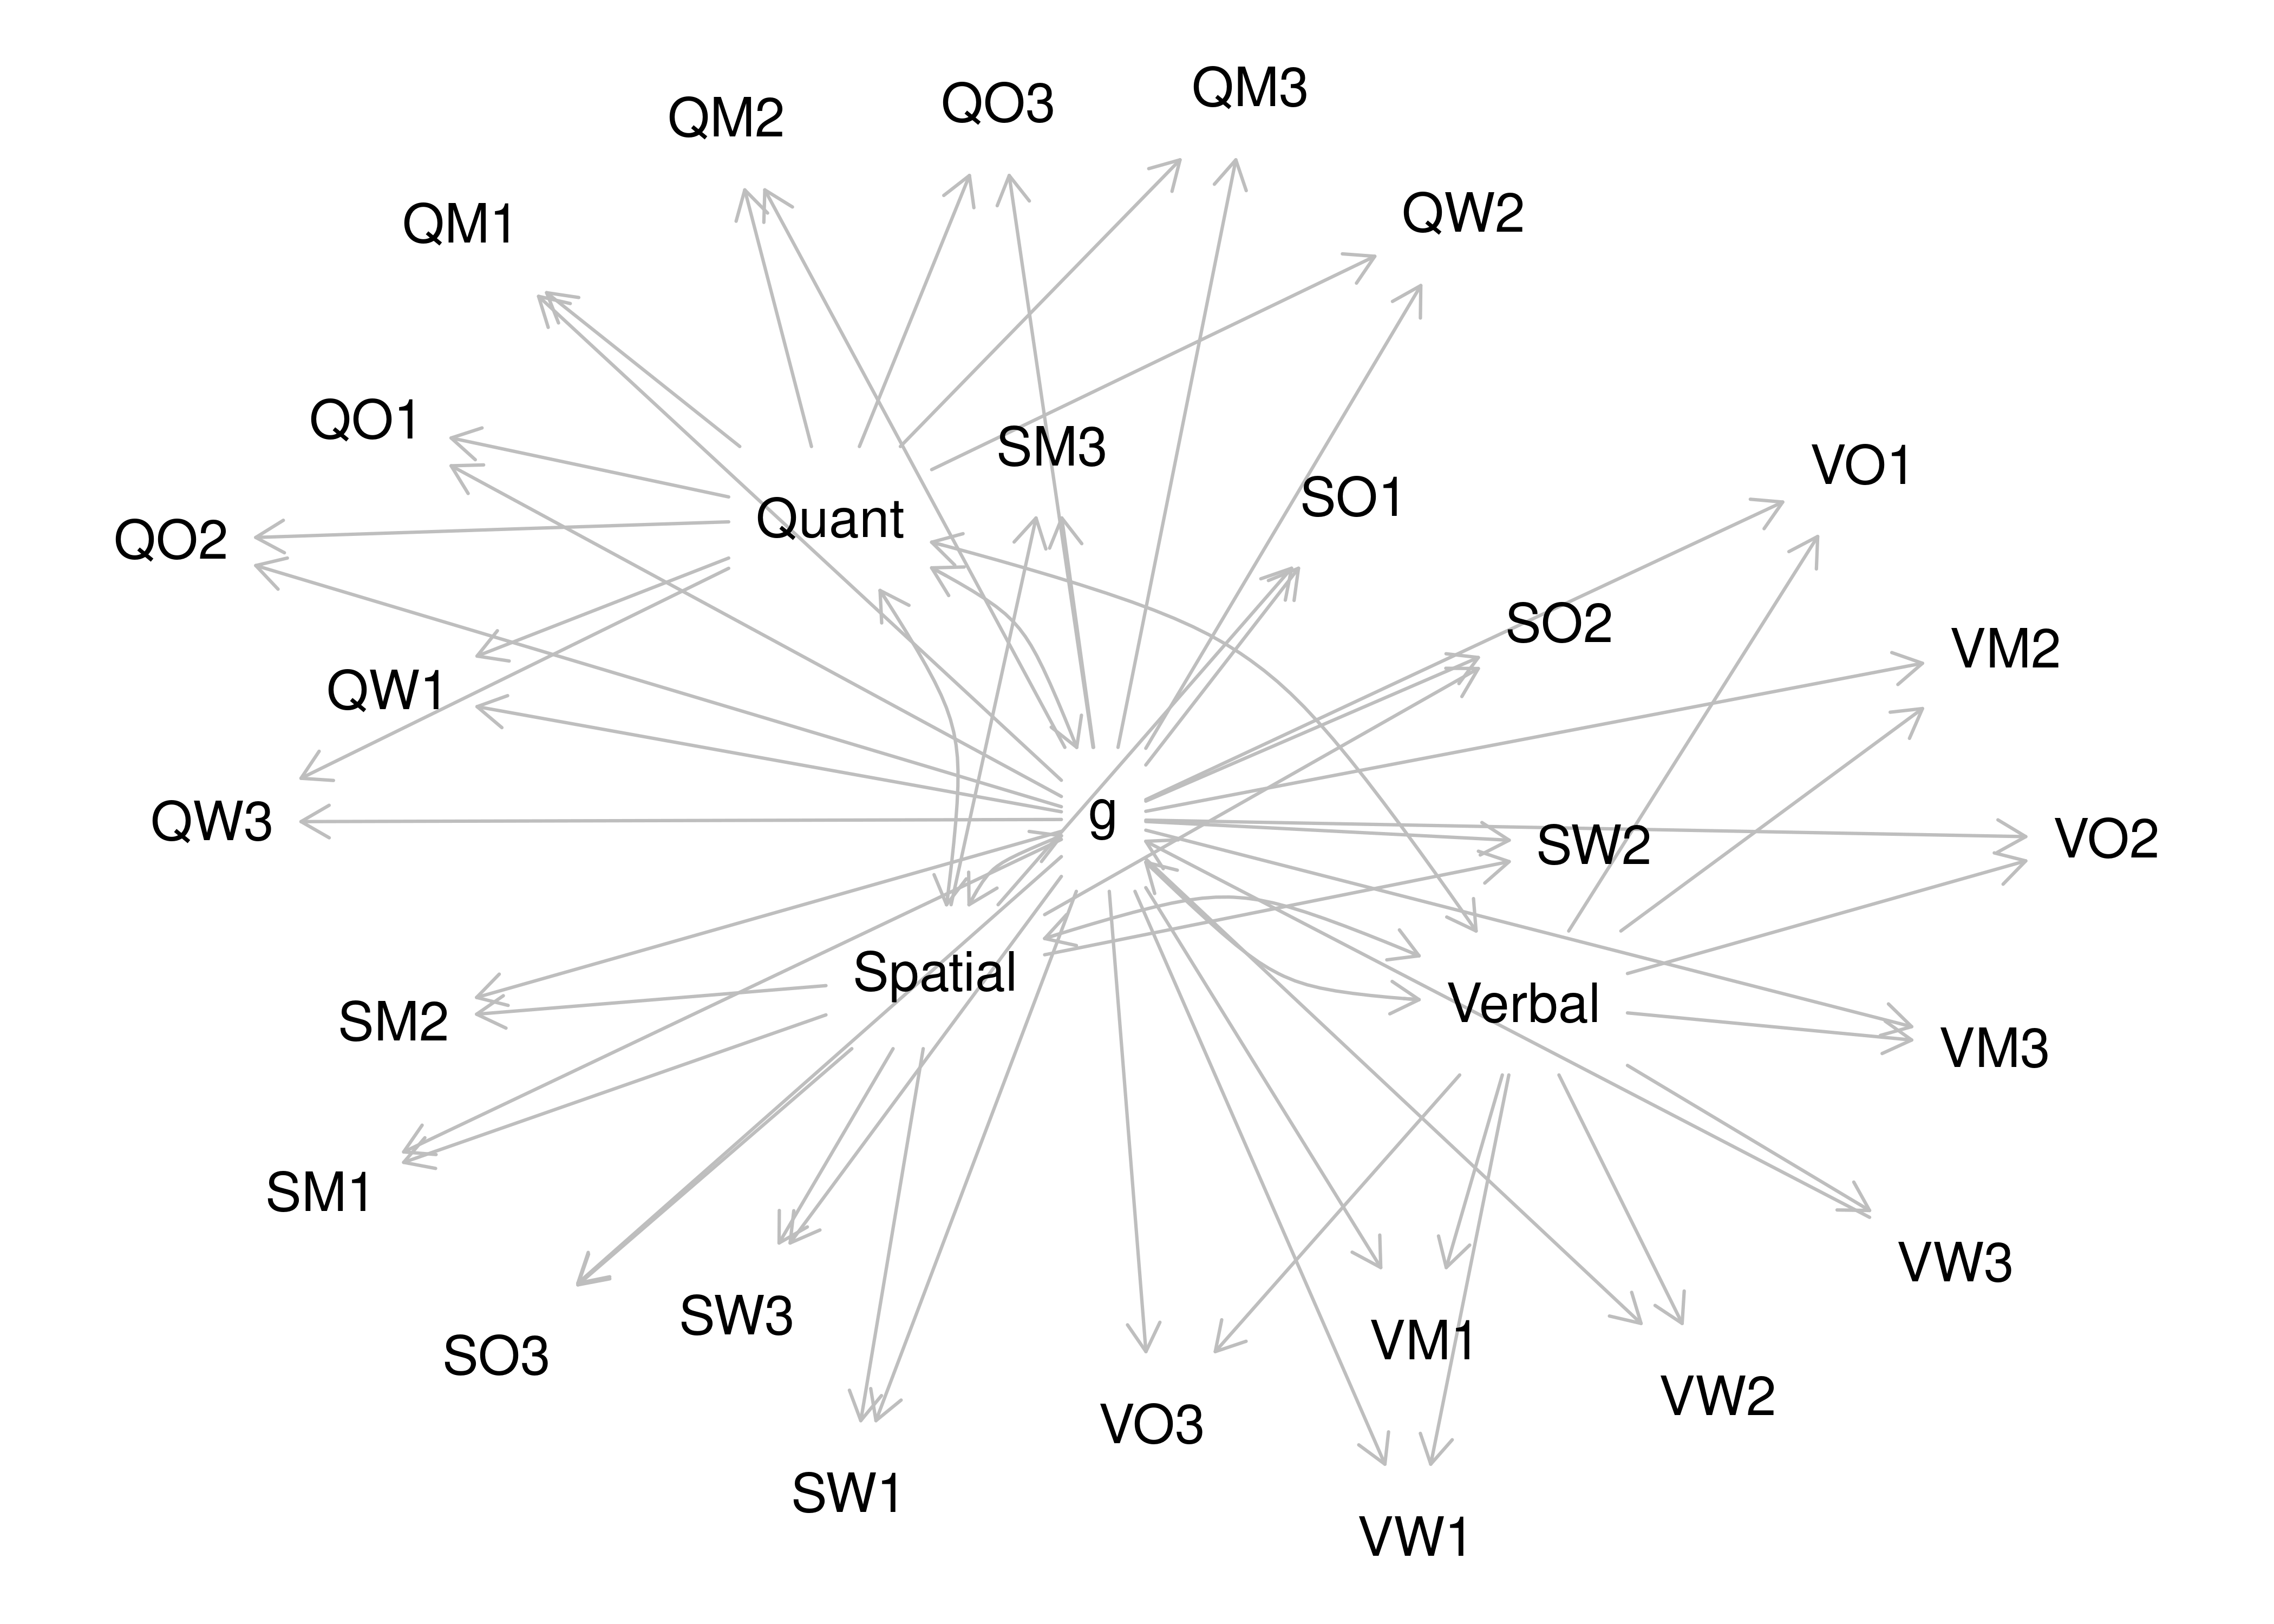 QM3
QO3
QM2
QW2
QM1
QO1
SM3
VO1
SO1
Quant
QO2
SO2
VM2
QW1
g
QW3
VO2
SW2
Spatial
Verbal
SM2
VM3
SM1
VW3
SW3
VM1
SO3
VW2
VO3
SW1
VW1